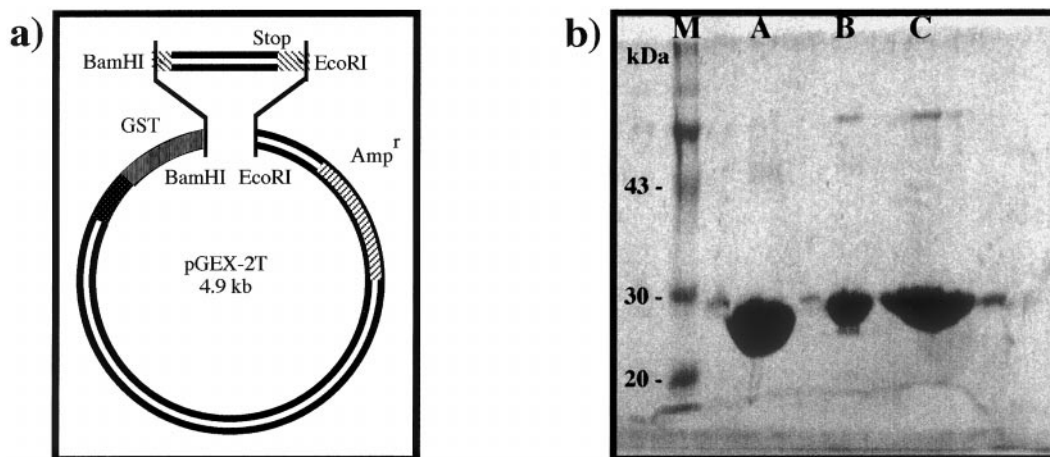 a)
Stop
BamHI
EcoRI
GST
Amp^r
BamHI EcoRI
pGEX-2T
4.9 kb
b)
M A B C
kDa
43 -
30 -
20 -